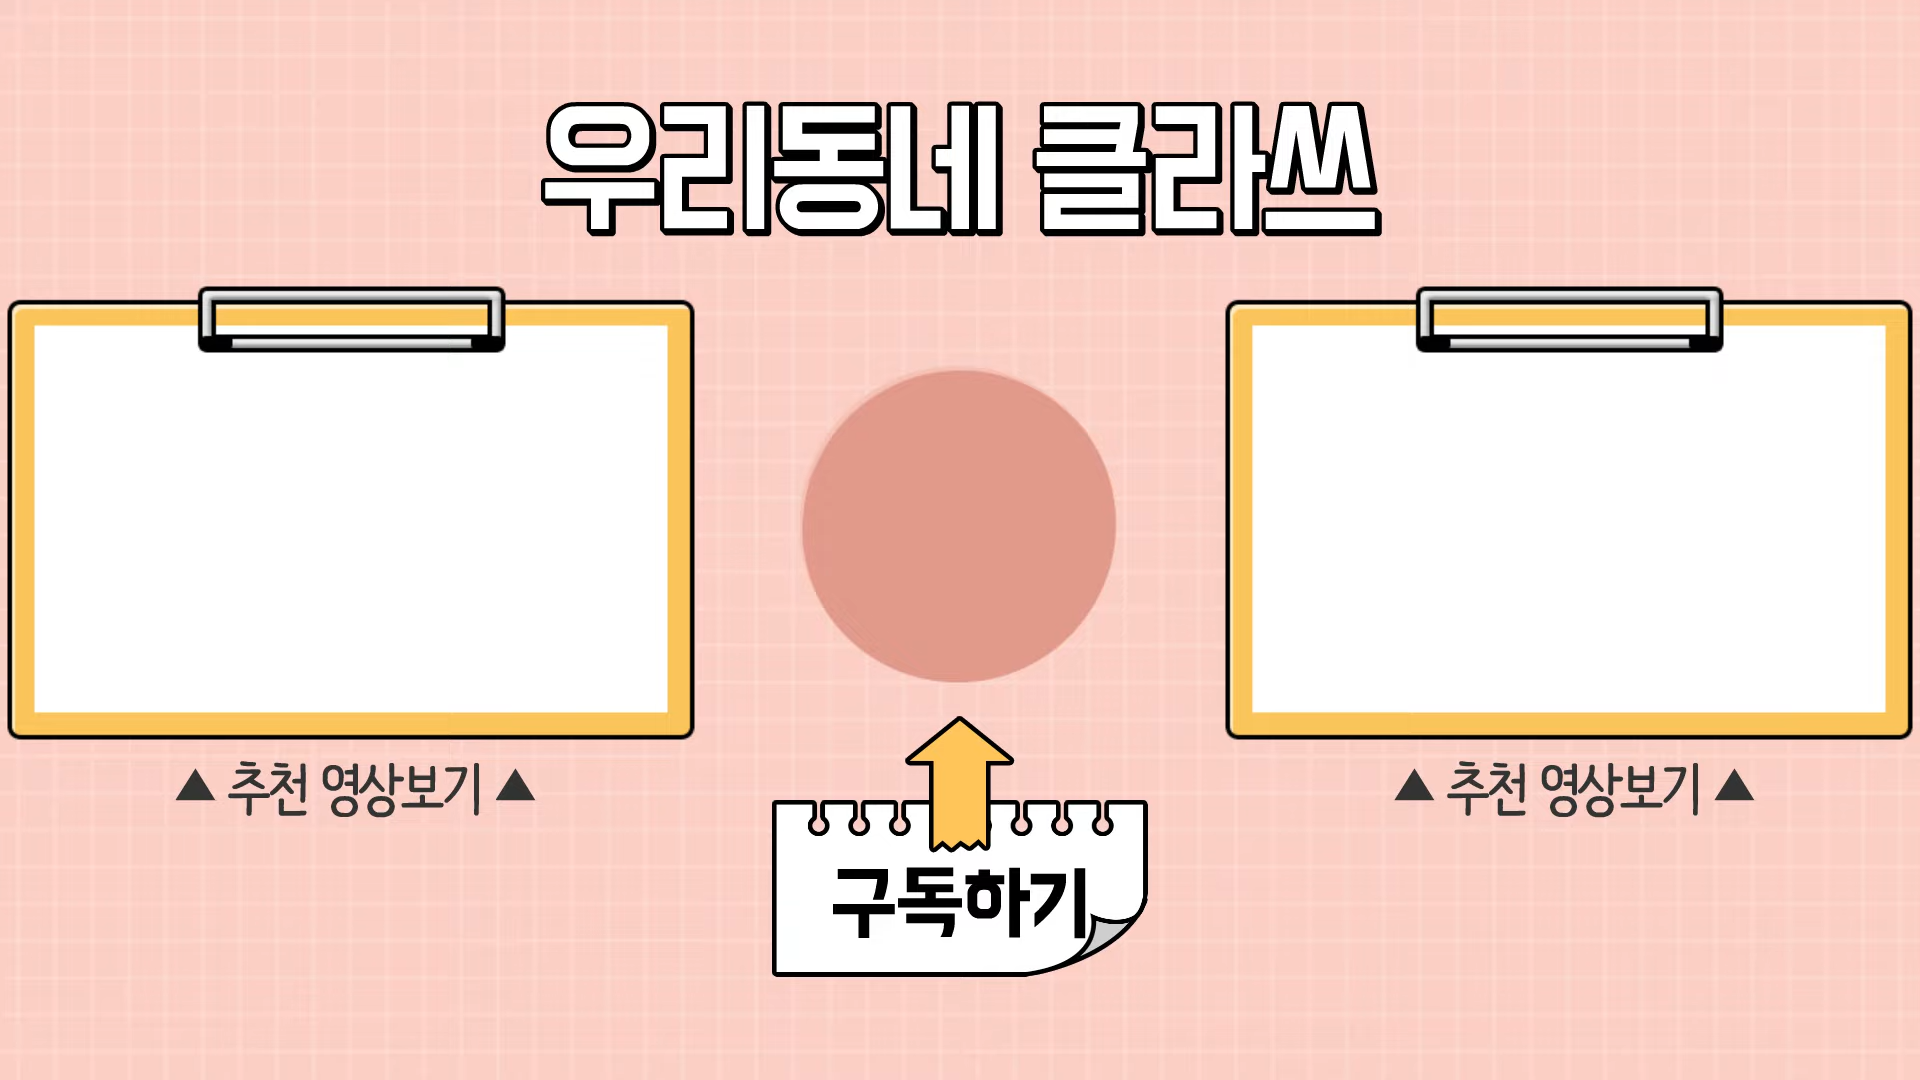 우리동네 클라쓰
▲ 추천 영상보기 ▲
▲ 추천 영상보기 ▲
구독하기